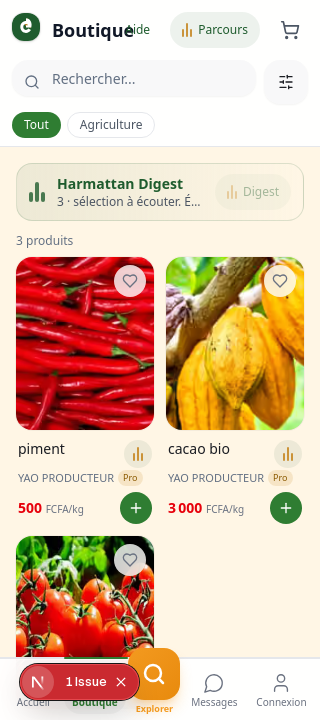 Boutique
Aide
Parcours
Rechercher...
Tout
Agriculture
Harmattan Digest
3 · sélection à écouter. É...
Digest
3 produits
piment
YAO PRODUCTEUR Pro
500 FCFA/kg
cacao bio
YAO PRODUCTEUR Pro
3 000 FCFA/kg
N 1 Issue
Accueil
Boutique
Explorer
Messages
Connexion